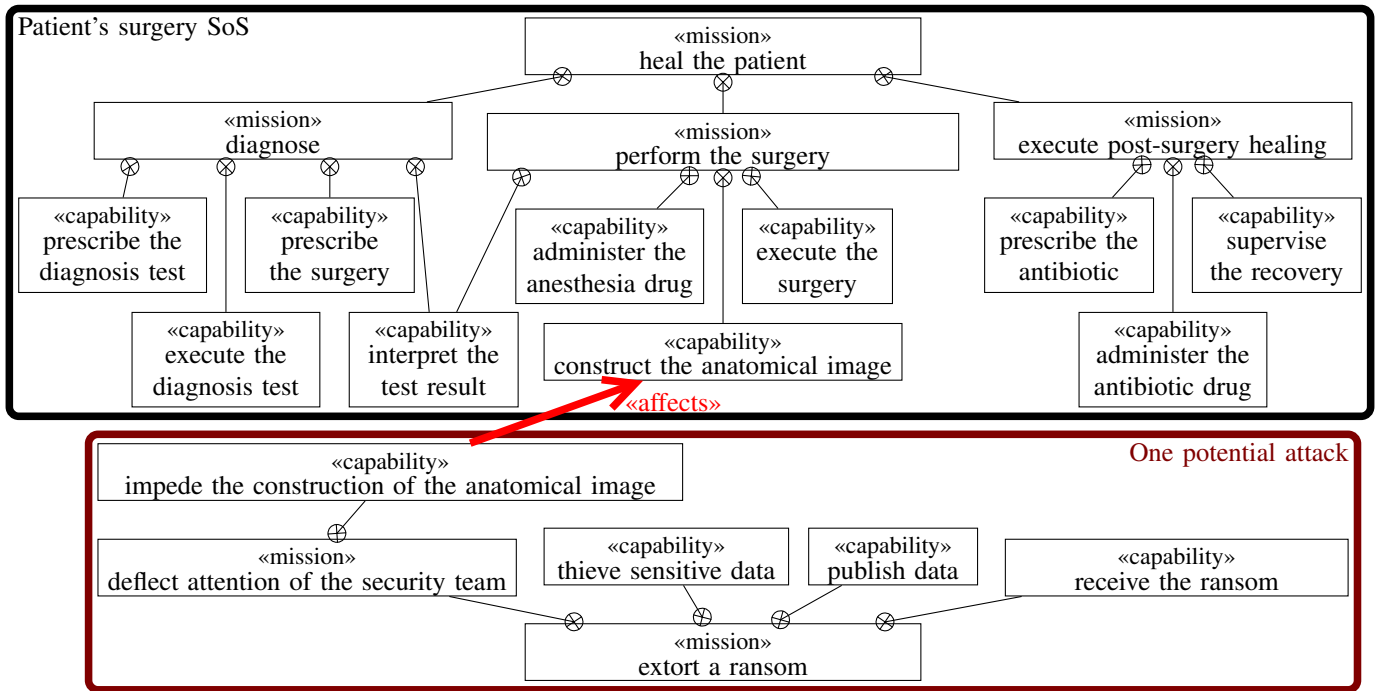 Patient's surgery SoS
«mission»
heal the patient
«mission»
diagnose
«mission»
perform the surgery
«mission»
execute post-surgery healing
«capability»
prescribe the
diagnosis test
«capability»
prescribe
the surgery
«capability»
administer the
anesthesia drug
«capability»
execute the
surgery
«capability»
prescribe the
antibiotic
«capability»
supervise
the recovery
«capability»
execute the
diagnosis test
«capability»
interpret the
test result
«capability»
construct the anatomical image
«capability»
administer the
antibiotic drug
«affects»
One potential attack
«capability»
impede the construction of the anatomical image
«mission»
deflect attention of the security team
«capability»
thieve sensitive data
«capability»
publish data
«capability»
receive the ransom
«mission»
extort a ransom